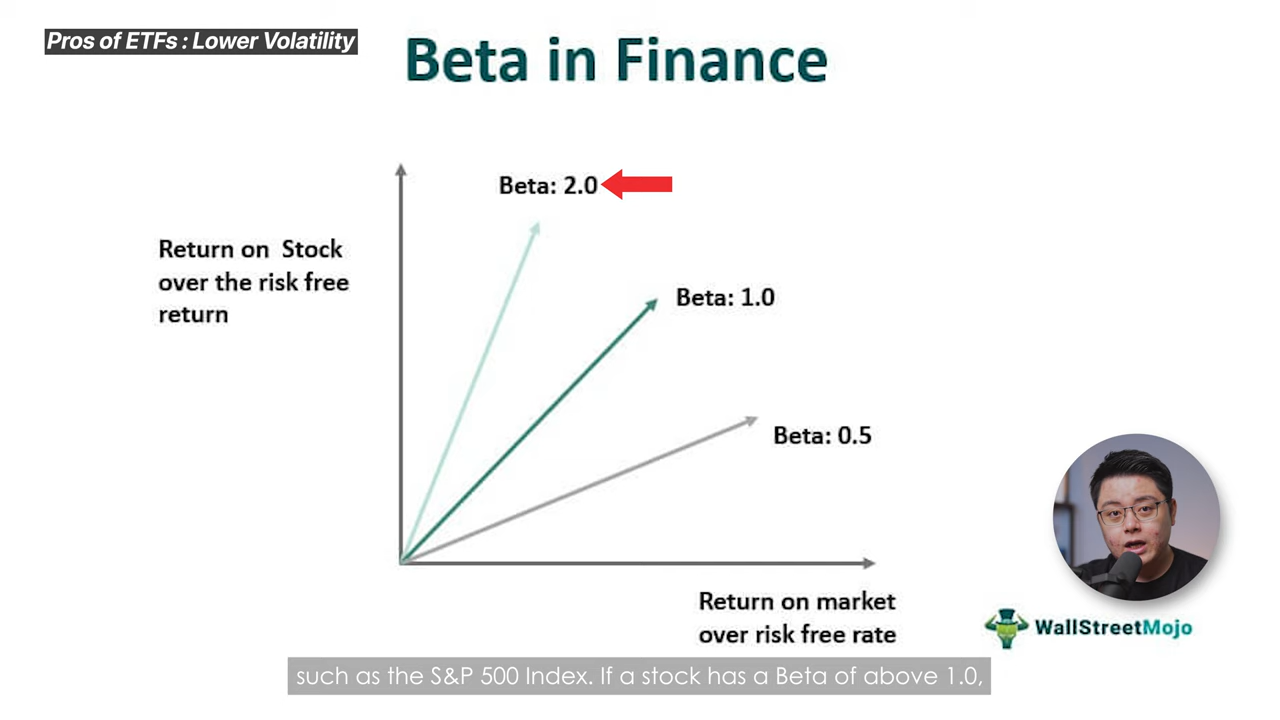 Pros of ETFs : Lower Volatility
Beta in Finance
Beta: 2.0
Return on Stock
over the risk free
return
Beta: 1.0
Beta: 0.5
Return on market
over risk free rate
WallStreetMojo
such as the S&P 500 Index. If a stock has a Beta of above 1.0,